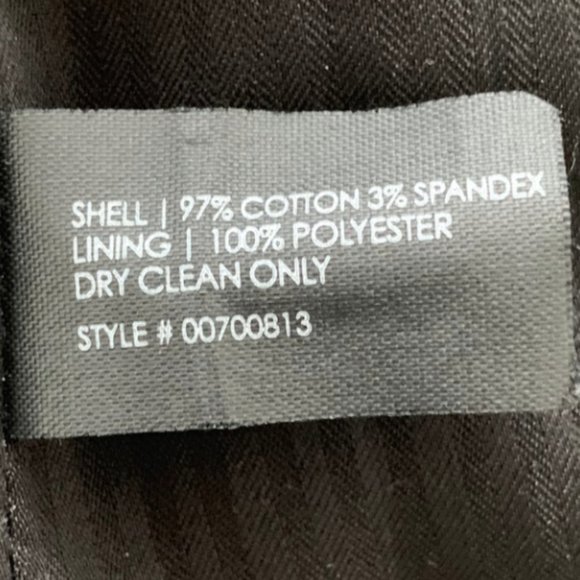 SHELL | 97% COTTON 3% SPANDEX
LINING | 100% POLYESTER
DRY CLEAN ONLY
STYLE # 00700813